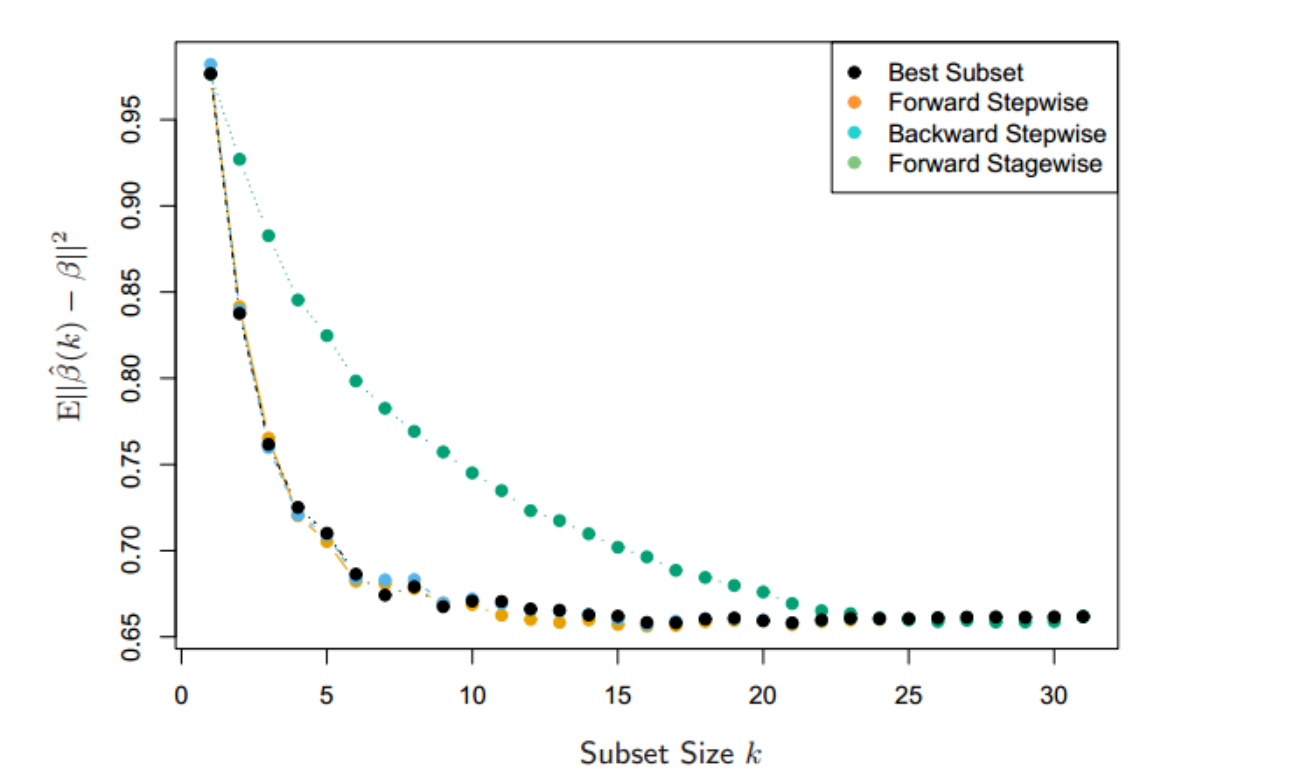 Best Subset
Forward Stepwise
Backward Stepwise
Forward Stagewise
E||β̂(k) − β||²
0.95
0.90
0.85
0.80
0.75
0.70
0.65
0 5 10 15 20 25 30
Subset Size k